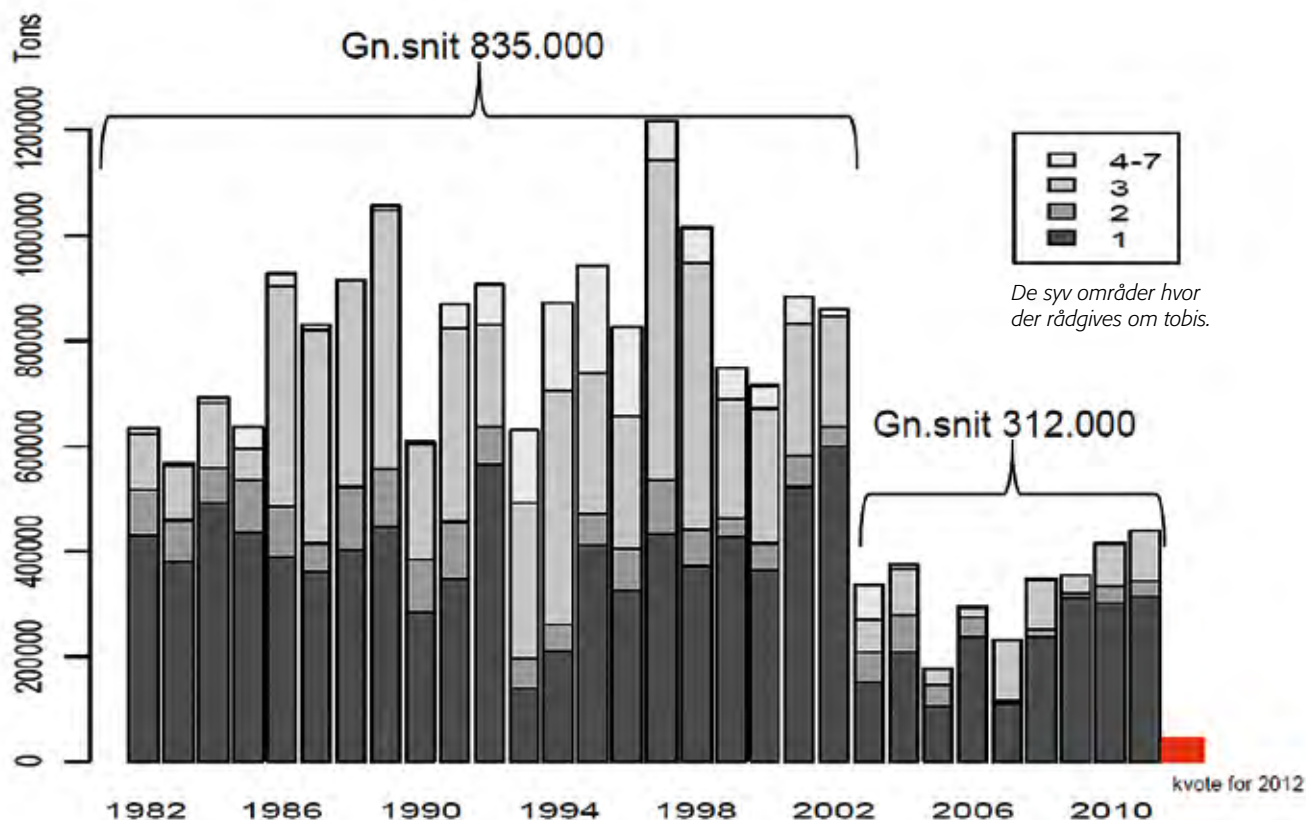 Tons
Gn.snit 835.000
1200000
1000000
800000
600000
400000
200000
0
4-7
3
2
1
De syv områder hvor
der rådgives om tobis.
Gn.snit 312.000
kvote for 2012
1982 1986 1990 1994 1998 2002 2006 2010